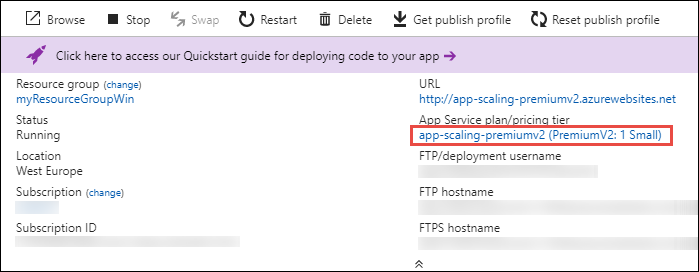 Browse Stop Swap Restart Delete Get publish profile Reset publish profile
Click here to access our Quickstart guide for deploying code to your app →
Resource group (change)
myResourceGroupWin
Status
Running
Location
West Europe
Subscription (change)
Subscription ID
URL
http://app-scaling-premiumv2.azurewebsites.net
App Service plan/pricing tier
app-scaling-premiumv2 (PremiumV2: 1 Small)
FTP/deployment username
FTP hostname
FTPS hostname